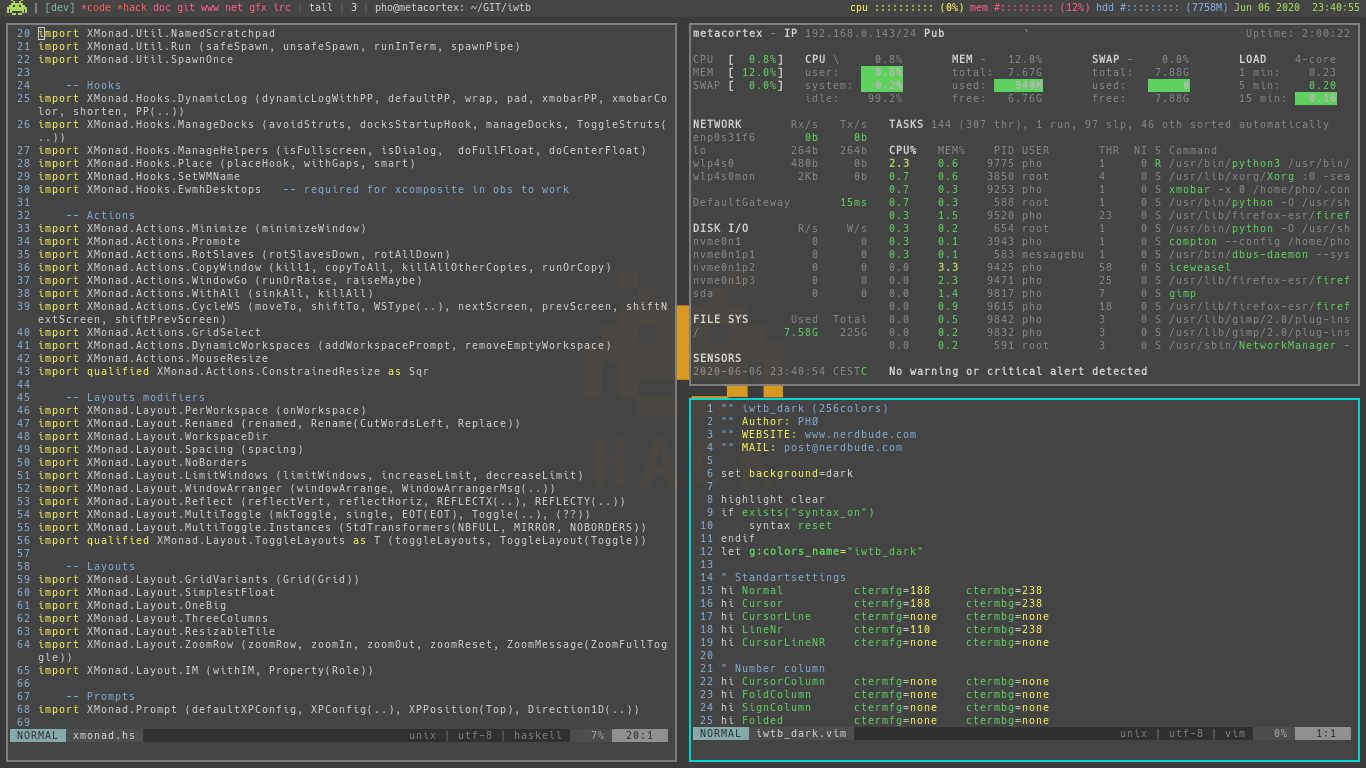 | [dev] *code *hack doc git www net gfx irc | tall | 3 | pho@metacortex: ~/GIT/iwtb
cpu :::::::::: (0%) mem #::::::::: (12%) hdd #::::::::: (7758M) Jun 06 2020 23:40:55
20 import XMonad.Util.NamedScratchpad
21 import XMonad.Util.Run (safeSpawn, unsafeSpawn, runInTerm, spawnPipe)
22 import XMonad.Util.SpawnOnce
23
24 -- Hooks
25 import XMonad.Hooks.DynamicLog (dynamicLogWithPP, defaultPP, wrap, pad, xmobarPP, xmobarCo
lor, shorten, PP(..))
26 import XMonad.Hooks.ManageDocks (avoidStruts, docksStartupHook, manageDocks, ToggleStruts(
..))
27 import XMonad.Hooks.ManageHelpers (isFullscreen, isDialog,  doFullFloat, doCenterFloat)
28 import XMonad.Hooks.Place (placeHook, withGaps, smart)
29 import XMonad.Hooks.SetWMName
30 import XMonad.Hooks.EwmhDesktops   -- required for xcomposite in obs to work
31
32 -- Actions
33 import XMonad.Actions.Minimize (minimizeWindow)
34 import XMonad.Actions.Promote
35 import XMonad.Actions.RotSlaves (rotSlavesDown, rotAllDown)
36 import XMonad.Actions.CopyWindow (kill1, copyToAll, killAllOtherCopies, runOrCopy)
37 import XMonad.Actions.WindowGo (runOrRaise, raiseMaybe)
38 import XMonad.Actions.WithAll (sinkAll, killAll)
39 import XMonad.Actions.CycleWS (moveTo, shiftTo, WSType(..), nextScreen, prevScreen, shiftN
extScreen, shiftPrevScreen)
40 import XMonad.Actions.GridSelect
41 import XMonad.Actions.DynamicWorkspaces (addWorkspacePrompt, removeEmptyWorkspace)
42 import XMonad.Actions.MouseResize
43 import qualified XMonad.Actions.ConstrainedResize as Sqr
44
45 -- Layouts modifiers
46 import XMonad.Layout.PerWorkspace (onWorkspace)
47 import XMonad.Layout.Renamed (renamed, Rename(CutWordsLeft, Replace))
48 import XMonad.Layout.WorkspaceDir
49 import XMonad.Layout.Spacing (spacing)
50 import XMonad.Layout.NoBorders
51 import XMonad.Layout.LimitWindows (limitWindows, increaseLimit, decreaseLimit)
52 import XMonad.Layout.WindowArranger (windowArrange, WindowArrangerMsg(..))
53 import XMonad.Layout.Reflect (reflectVert, reflectHoriz, REFLECTX(..), REFLECTY(..))
54 import XMonad.Layout.MultiToggle (mkToggle, single, EOT(EOT), Toggle(..), (??))
55 import XMonad.Layout.MultiToggle.Instances (StdTransformers(NBFULL, MIRROR, NOBORDERS))
56 import qualified XMonad.Layout.ToggleLayouts as T (toggleLayouts, ToggleLayout(Toggle))
57
58 -- Layouts
59 import XMonad.Layout.GridVariants (Grid(Grid))
60 import XMonad.Layout.SimplestFloat
61 import XMonad.Layout.OneBig
62 import XMonad.Layout.ThreeColumns
63 import XMonad.Layout.ResizableTile
64 import XMonad.Layout.ZoomRow (zoomRow, zoomIn, zoomOut, zoomReset, ZoomMessage(ZoomFullTog
gle))
65 import XMonad.Layout.IM (withIM, Property(Role))
66
67 -- Prompts
68 import XMonad.Prompt (defaultXPConfig, XPConfig(..), XPPosition(Top), Direction1D(..))
69
NORMAL xmonad.hs unix | utf-8 | haskell 7% 20:1
metacortex - IP 192.168.0.143/24 Pub ` Uptime: 2:00:22
CPU [ 0.8%] CPU \ 0.8% MEM - 12.0% SWAP - 0.0% LOAD 4-core
MEM [ 12.0%] user: 0.6% total: 7.67G total: 7.88G 1 min: 0.23
SWAP [ 0.0%] system: 0.2% used: 940M used: 0 5 min: 0.20
idle: 99.2% free: 6.76G free: 7.88G 15 min: 0.16
NETWORK Rx/s Tx/s TASKS 144 (307 thr), 1 run, 97 slp, 46 oth sorted automatically
enp0s31f6 0b 0b
lo 264b 264b CPU% MEM% PID USER THR NI S Command
wlp4s0 480b 0b 2.3 0.6 9775 pho 1 0 R /usr/bin/python3 /usr/bin/
wlp4s0mon 2Kb 0b 0.7 0.6 3850 root 4 0 S /usr/lib/xorg/Xorg :0 -sea
0.7 0.3 9253 pho 1 0 S xmobar -x 0 /home/pho/.con
DefaultGateway 15ms 0.7 0.3 588 root 1 0 S /usr/bin/python -O /usr/sh
0.3 1.5 9520 pho 23 0 S /usr/lib/firefox-esr/firef
DISK I/O R/s W/s 0.3 0.2 654 root 1 0 S /usr/bin/python -O /usr/sh
nvme0n1 0 0 0.3 0.1 3943 pho 1 0 S compton --config /home/pho
nvme0n1p1 0 0 0.3 0.1 583 messagebu 1 0 S /usr/bin/dbus-daemon --sys
nvme0n1p2 0 0 0.0 3.3 9425 pho 58 0 S iceweasel
nvme0n1p3 0 0 0.0 2.3 9471 pho 25 0 S /usr/lib/firefox-esr/firef
sda 0 0 0.0 1.4 9817 pho 7 0 S gimp
0.0 0.9 9615 pho 18 0 S /usr/lib/firefox-esr/firef
FILE SYS Used Total 0.0 0.5 9842 pho 3 0 S /usr/lib/gimp/2.0/plug-ins
/ 7.58G 225G 0.0 0.2 9832 pho 3 0 S /usr/lib/gimp/2.0/plug-ins
0.0 0.2 591 root 3 0 S /usr/sbin/NetworkManager -
SENSORS
2020-06-06 23:40:54 CESTC No warning or critical alert detected
1 "" iwtb_dark (256colors)
2 "" Author: PHØ
3 "" WEBSITE: www.nerdbude.com
4 "" MAIL: post@nerdbude.com
5
6 set background=dark
7
8 highlight clear
9 if exists("syntax_on")
10     syntax reset
11 endif
12 let g:colors_name="iwtb_dark"
13
14 " Standartsettings
15 hi Normal ctermfg=188 ctermbg=238
16 hi Cursor ctermfg=188 ctermbg=238
17 hi CursorLine ctermfg=none ctermbg=none
18 hi LineNr ctermfg=110 ctermbg=238
19 hi CursorLineNR ctermfg=none ctermbg=none
20
21 " Number column
22 hi CursorColumn ctermfg=none ctermbg=none
23 hi FoldColumn ctermfg=none ctermbg=none
24 hi SignColumn ctermfg=none ctermbg=none
25 hi Folded ctermfg=none ctermbg=none
NORMAL iwtb_dark.vim unix | utf-8 | vim 0% 1:1